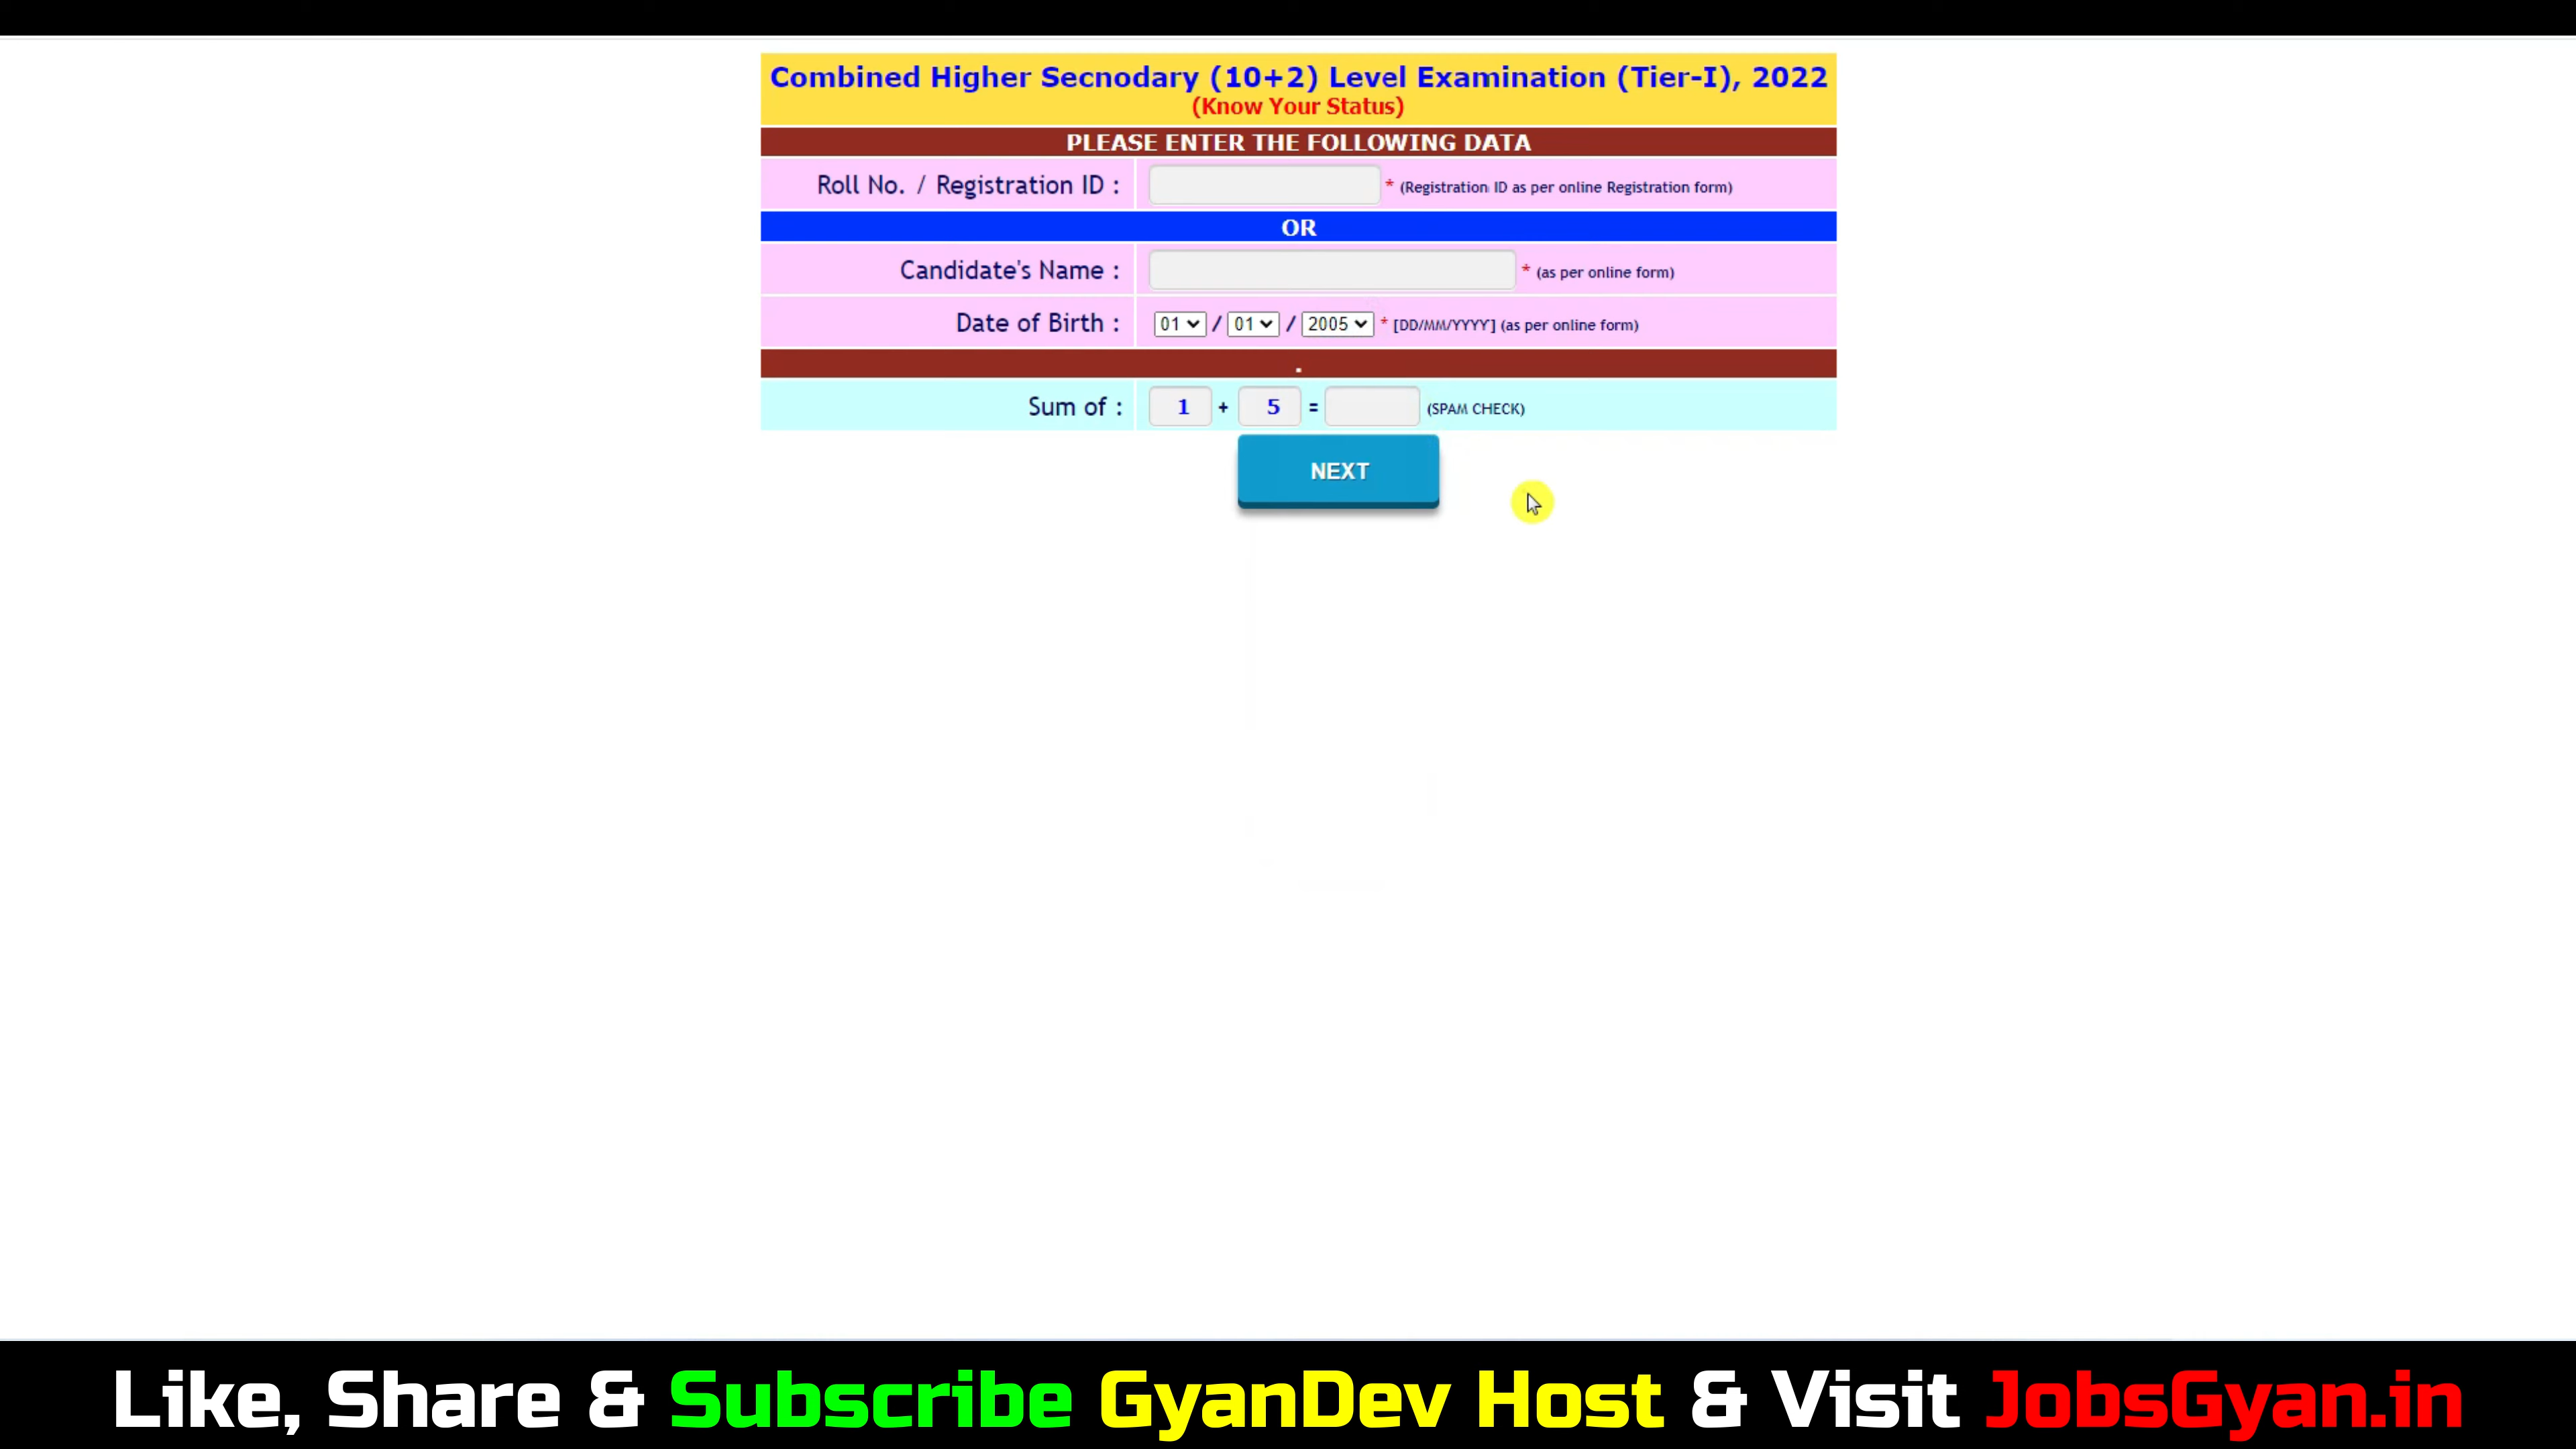 Combined Higher Secnodary (10+2) Level Examination (Tier-I), 2022
(Know Your Status)
PLEASE ENTER THE FOLLOWING DATA
Roll No. / Registration ID : * (Registration ID as per online Registration form)
OR
Candidate's Name : * (as per online form)
Date of Birth : 01 / 01 / 2005 * [DD/MM/YYYY] (as per online form)
.
Sum of : 1 + 5 = (SPAM CHECK)
NEXT
Like, Share & Subscribe GyanDev Host & Visit JobsGyan.in